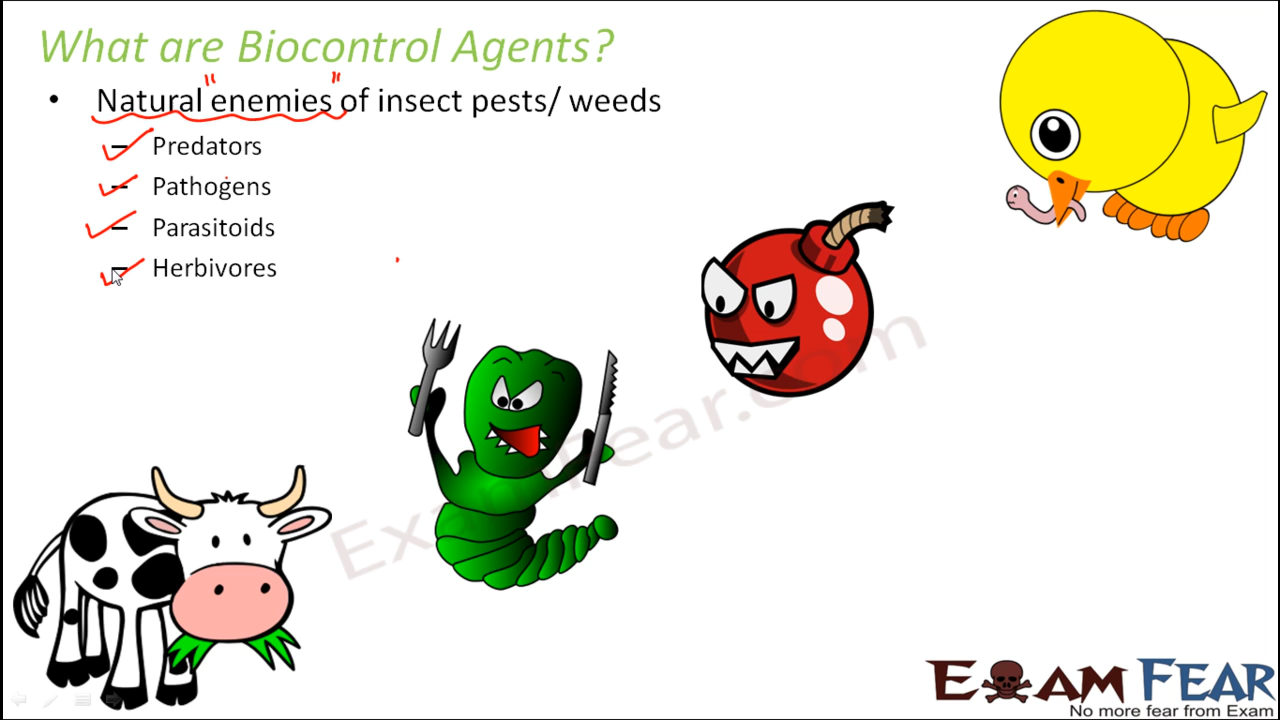 What are Biocontrol Agents?
• Natural "enemies" of insect pests/ weeds
– Predators
– Pathogens
– Parasitoids
– Herbivores
Examfear.com
EXAM FEAR
No more fear from Exam